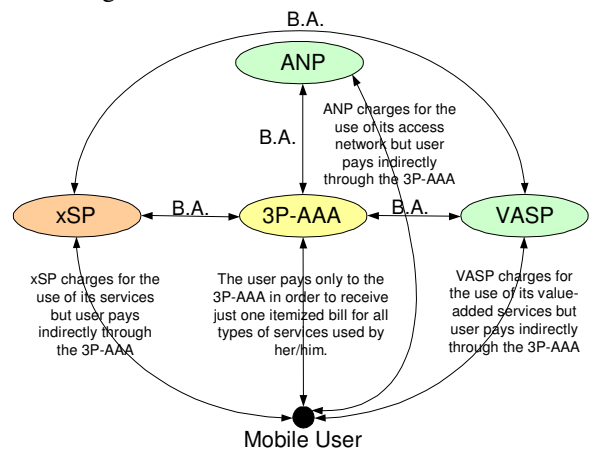 B.A.
ANP
B.A.
ANP charges for the
use of its access
network but user
pays indirectly
through the 3P-AAA
xSP
B.A.
3P-AAA
B.A.
VASP
xSP charges for the
use of its services
but user pays
indirectly through
the 3P-AAA
The user pays only to the
3P-AAA in order to receive
just one itemized bill for all
types of services used by
her/him.
VASP charges for
the use of its value-
added services but
user pays indirectly
through the 3P-AAA
Mobile User